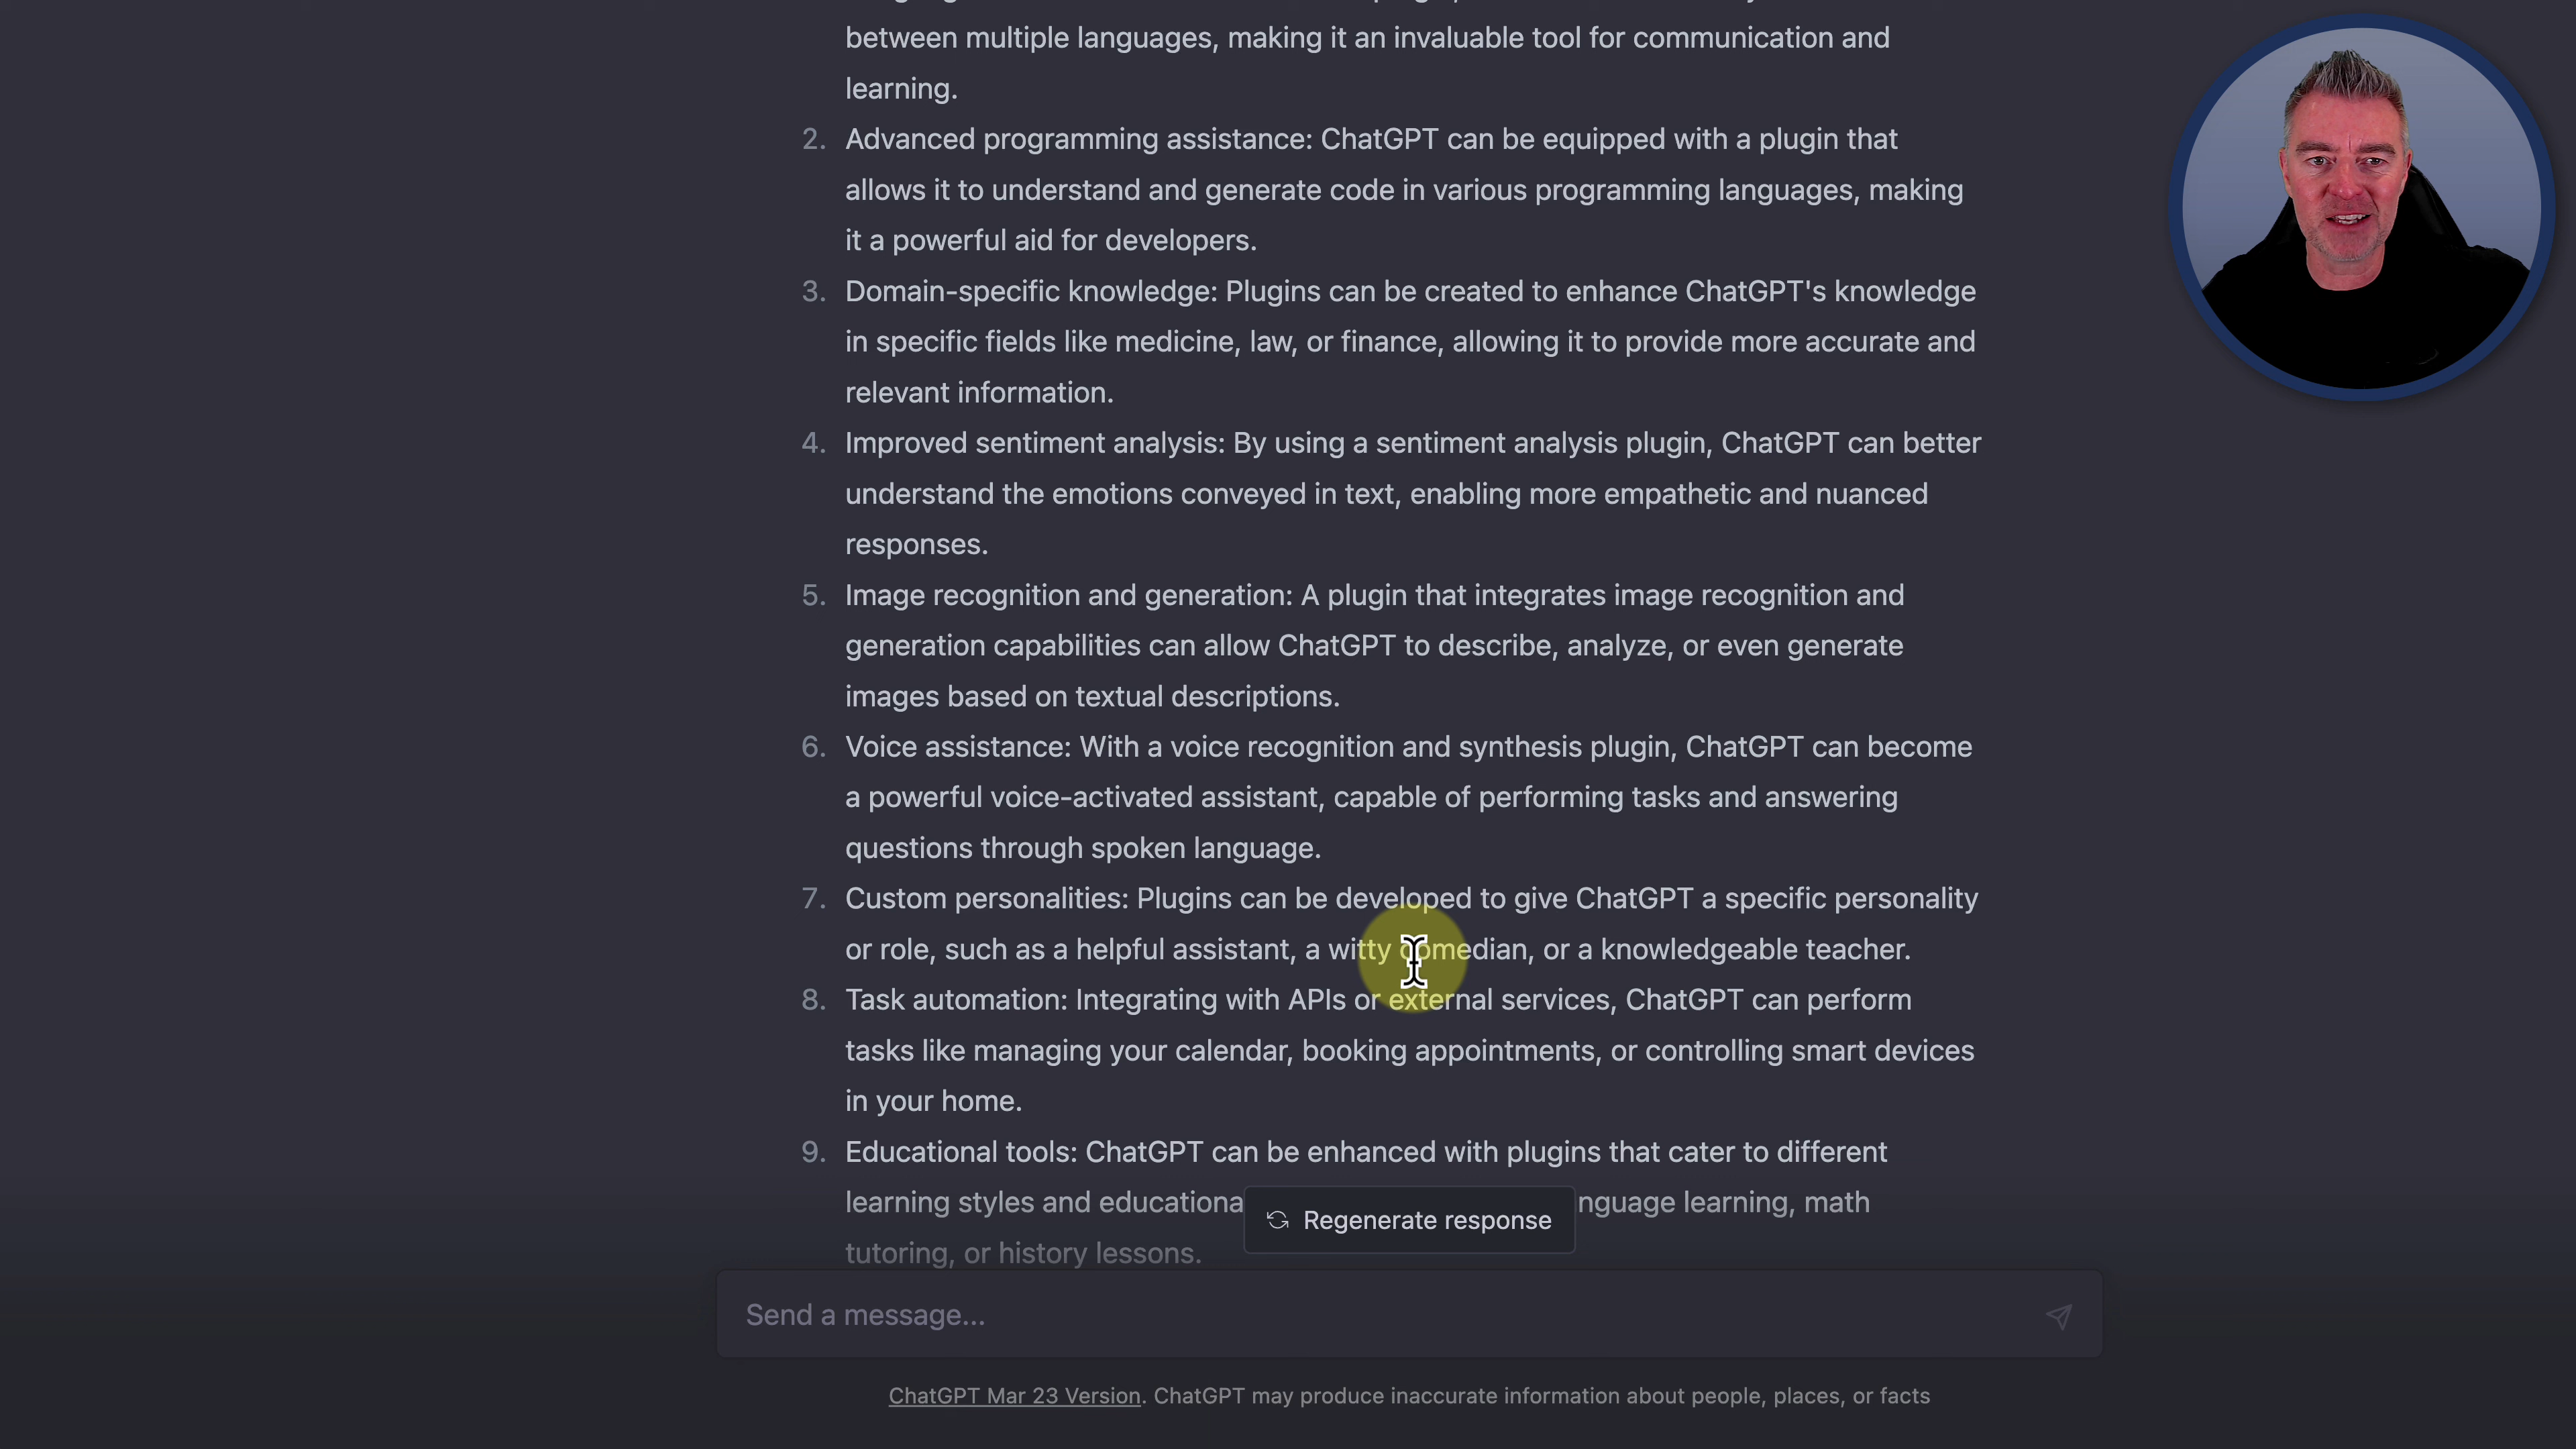 between multiple languages, making it an invaluable tool for communication and
learning.
2. Advanced programming assistance: ChatGPT can be equipped with a plugin that
allows it to understand and generate code in various programming languages, making
it a powerful aid for developers.
3. Domain-specific knowledge: Plugins can be created to enhance ChatGPT's knowledge
in specific fields like medicine, law, or finance, allowing it to provide more accurate and
relevant information.
4. Improved sentiment analysis: By using a sentiment analysis plugin, ChatGPT can better
understand the emotions conveyed in text, enabling more empathetic and nuanced
responses.
5. Image recognition and generation: A plugin that integrates image recognition and
generation capabilities can allow ChatGPT to describe, analyze, or even generate
images based on textual descriptions.
6. Voice assistance: With a voice recognition and synthesis plugin, ChatGPT can become
a powerful voice-activated assistant, capable of performing tasks and answering
questions through spoken language.
7. Custom personalities: Plugins can be developed to give ChatGPT a specific personality
or role, such as a helpful assistant, a witty comedian, or a knowledgeable teacher.
8. Task automation: Integrating with APIs or external services, ChatGPT can perform
tasks like managing your calendar, booking appointments, or controlling smart devices
in your home.
9. Educational tools: ChatGPT can be enhanced with plugins that cater to different
learning styles and educationa nguage learning, math
Regenerate response
tutoring, or history lessons.
Send a message...
ChatGPT Mar 23 Version. ChatGPT may produce inaccurate information about people, places, or facts